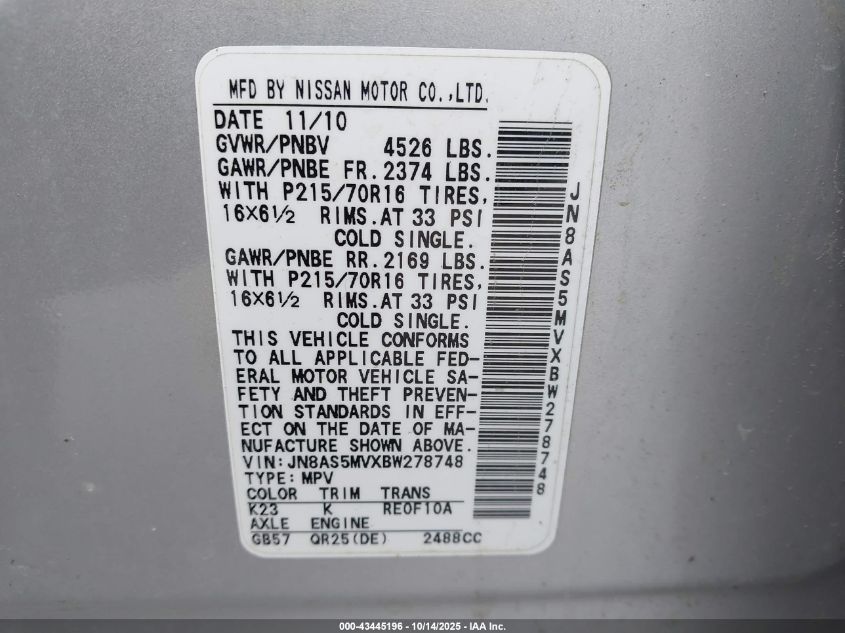 MFD BY NISSAN MOTOR CO.,LTD.
DATE 11/10
GVWR/PNBV 4526 LBS.
GAWR/PNBE FR. 2374 LBS.
WITH P215/70R16 TIRES,
16X6½ RIMS.AT 33 PSI
COLD SINGLE.
GAWR/PNBE RR. 2169 LBS.
WITH P215/70R16 TIRES,
16X6½ RIMS.AT 33 PSI
COLD SINGLE.
THIS VEHICLE CONFORMS
TO ALL APPLICABLE FED-
ERAL MOTOR VEHICLE SA-
FETY AND THEFT PREVEN-
TION STANDARDS IN EFF-
ECT ON THE DATE OF MA-
NUFACTURE SHOWN ABOVE.
VIN: JN8AS5MVXBW278748
TYPE: MPV
COLOR TRIM TRANS
K23 K RE0F10A
AXLE ENGINE
GB57 QR25(DE) 2488CC
JN8AS5MVXBW278748
000-43445196 - 10/14/2025 - IAA Inc.